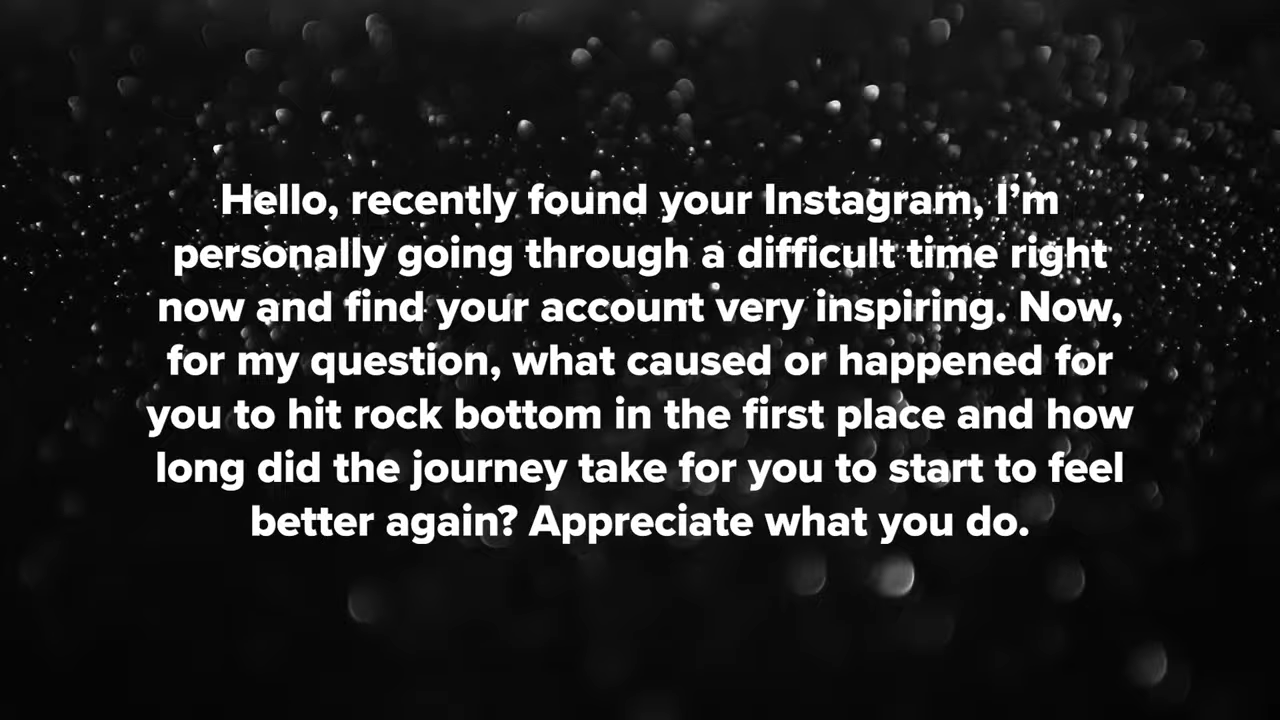 Hello, recently found your Instagram, I’m
personally going through a difficult time right
now and find your account very inspiring. Now,
for my question, what caused or happened for
you to hit rock bottom in the first place and how
long did the journey take for you to start to feel
better again? Appreciate what you do.